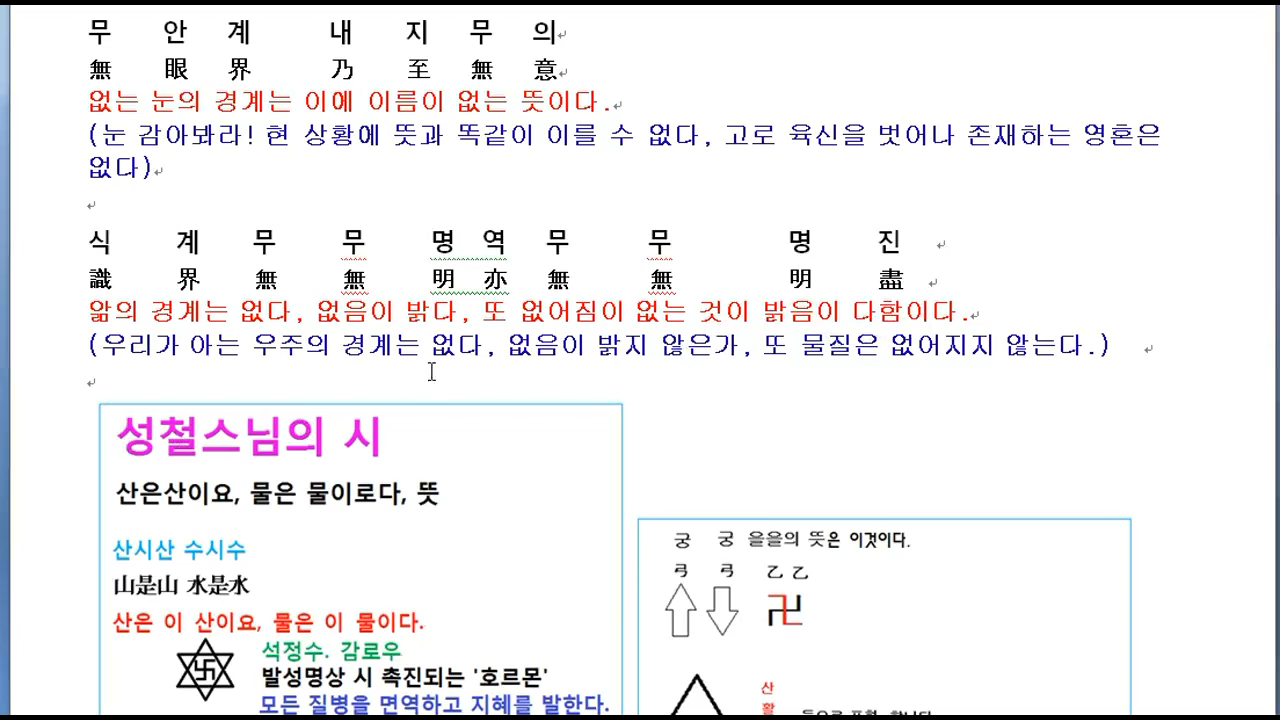 무 안 계 내 지 무 의
無 眼 界 乃 至 無 意
없는 눈의 경계는 이에 이름이 없는 뜻이다.
(눈 감아봐라! 현 상황에 뜻과 똑같이 이를 수 없다, 고로 육신을 벗어나 존재하는 영혼은
없다)
식 계 무 무 명 역 무 무 명 진
識 界 無 無 明 亦 無 無 明 盡
앎의 경계는 없다, 없음이 밝다, 또 없어짐이 없는 것이 밝음이 다함이다.
(우리가 아는 우주의 경계는 없다, 없음이 밝지 않은가, 또 물질은 없어지지 않는다.)
성철스님의 시
산은산이요, 물은 물이로다, 뜻
산시산 수시수
山是山 水是水
산은 이 산이요, 물은 이 물이다.
석정수. 감로우
발성명상 시 촉진되는 '호르몬'
모든 질병을 면역하고 지혜를 발한다.
궁 궁 을을의 뜻은 이것이다.
弓 弓 乙乙
卍
산
활